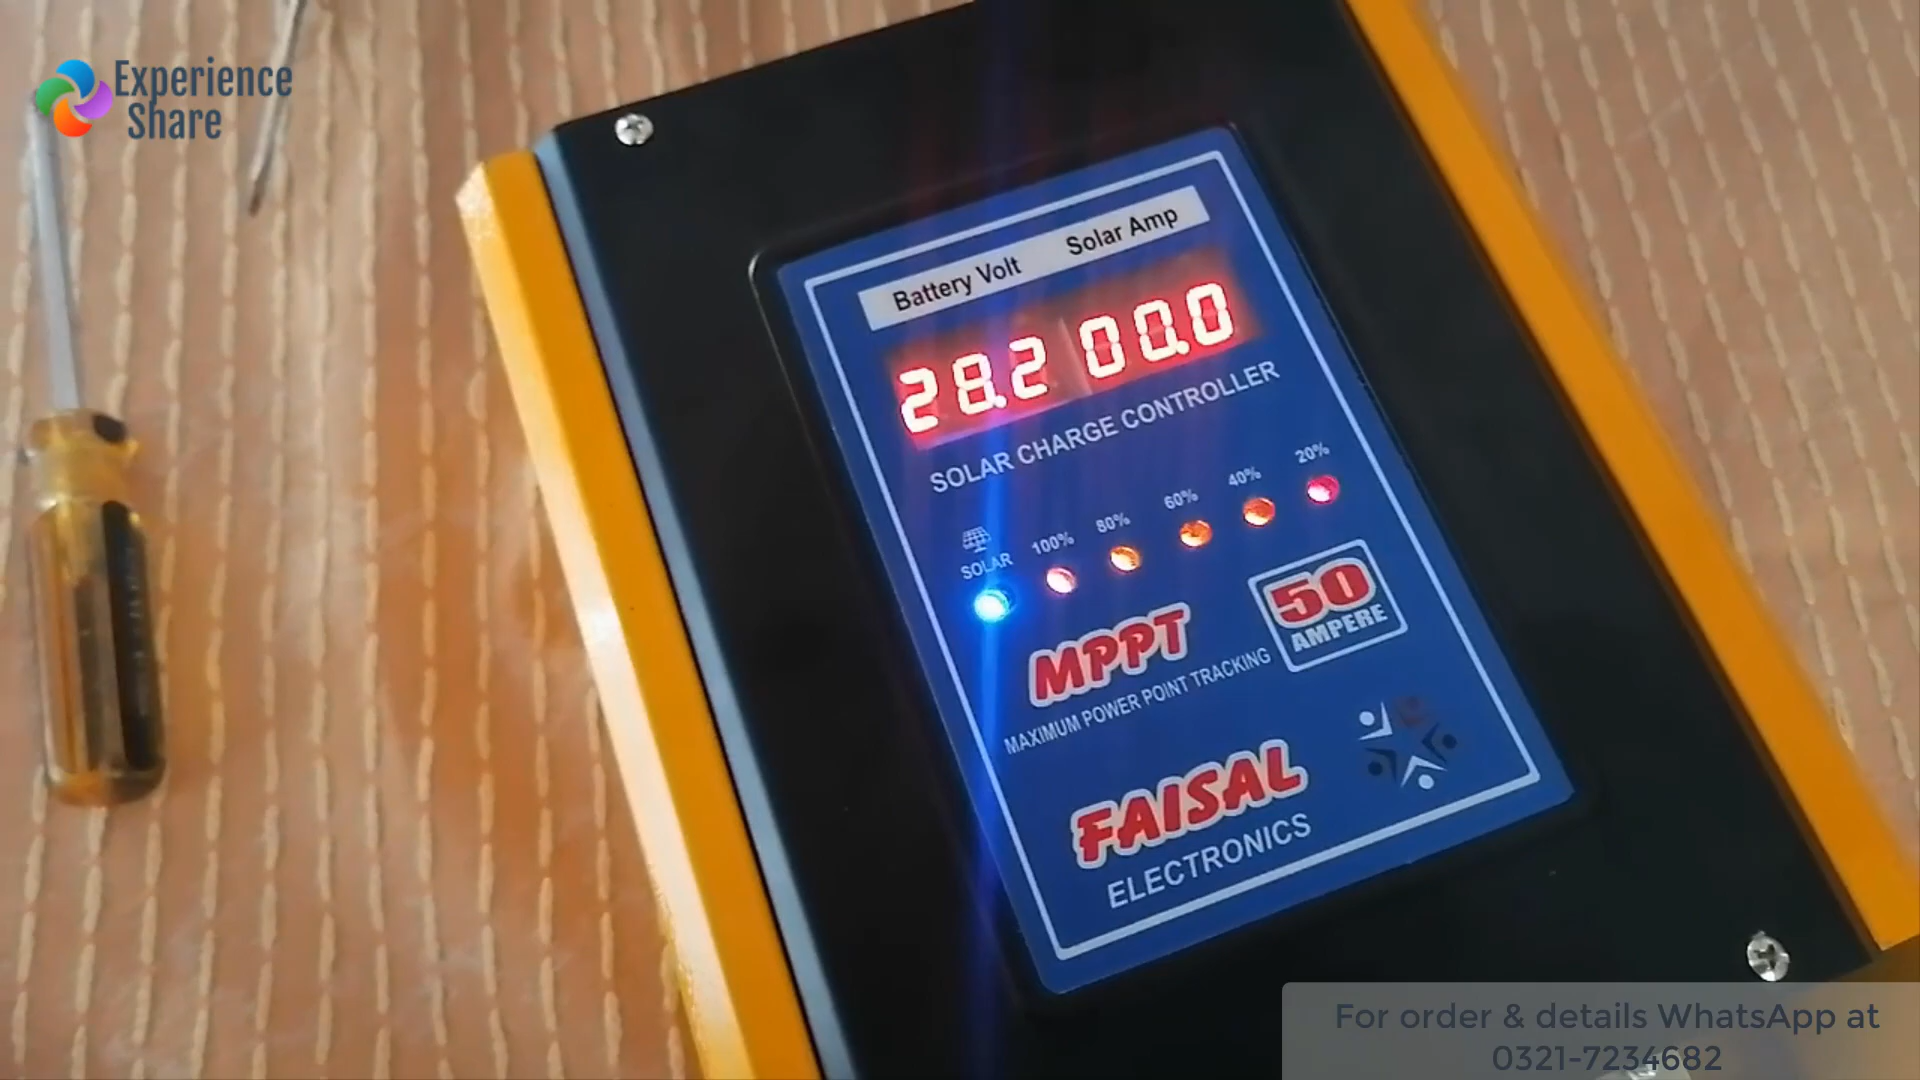 Experience
Share
Battery Volt Solar Amp
28.2 00.0
SOLAR CHARGE CONTROLLER
SOLAR 100% 80% 60% 40% 20%
MPPT
50
AMPERE
MAXIMUM POWER POINT TRACKING
FAISAL
ELECTRONICS
For order & details WhatsApp at
0321-7234682